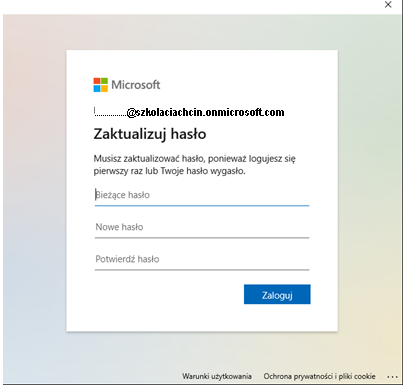 Microsoft
@szkolaciachcin.onmicrosoft.com
Zaktualizuj hasło
Musisz zaktualizować hasło, ponieważ logujesz się
pierwszy raz lub Twoje hasło wygasło.
Bieżące hasło
Nowe hasło
Potwierdź hasło
Zaloguj
Warunki użytkowania Ochrona prywatności i pliki cookie ...